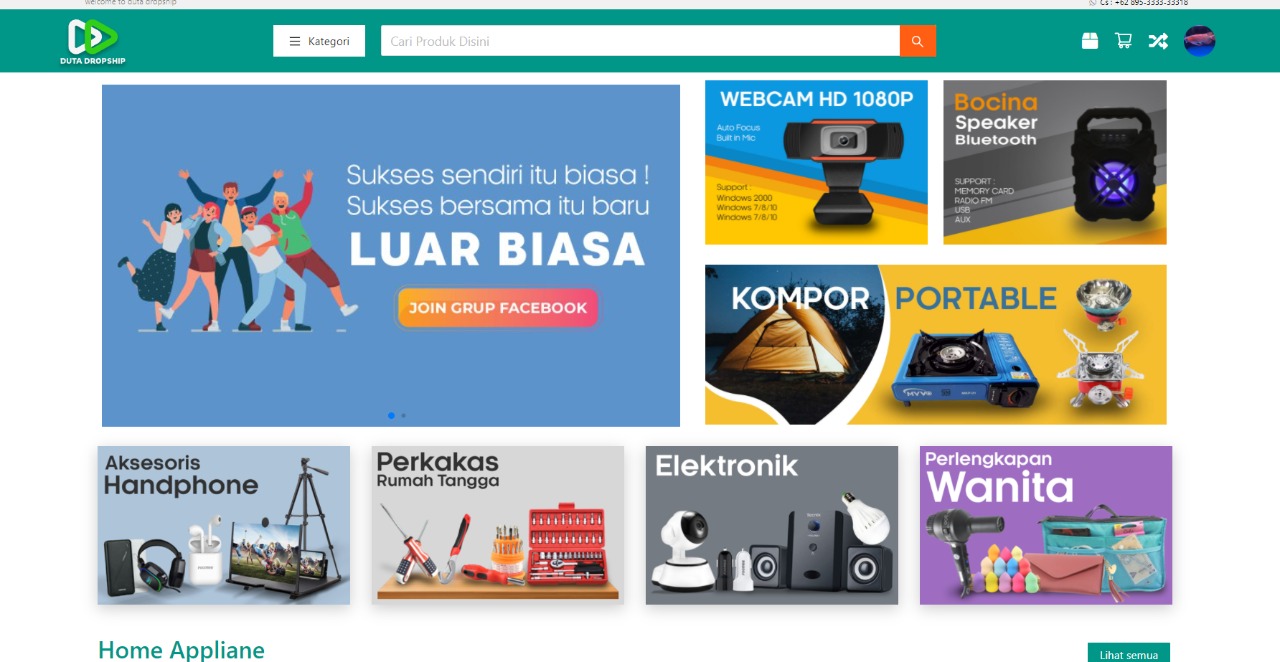 welcome to duta dropship
Cs : +62 895-3333-33318
DUTA DROPSHIP
Kategori
Cari Produk Disini
Sukses sendiri itu biasa !
Sukses bersama itu baru
LUAR BIASA
JOIN GRUP FACEBOOK
WEBCAM HD 1080P
Auto Focus
Built in Mic
Support :
Windows 2000
Windows 7/8/10
Windows 7/8/10
Bocina
Speaker
Bluetooth
SUPPORT :
MEMORY CARD
RADIO FM
USB
AUX
KOMPOR PORTABLE
Aksesoris
Handphone
Perkakas
Rumah Tangga
Elektronik
Perlengkapan
Wanita
Home Appliane
Lihat semua